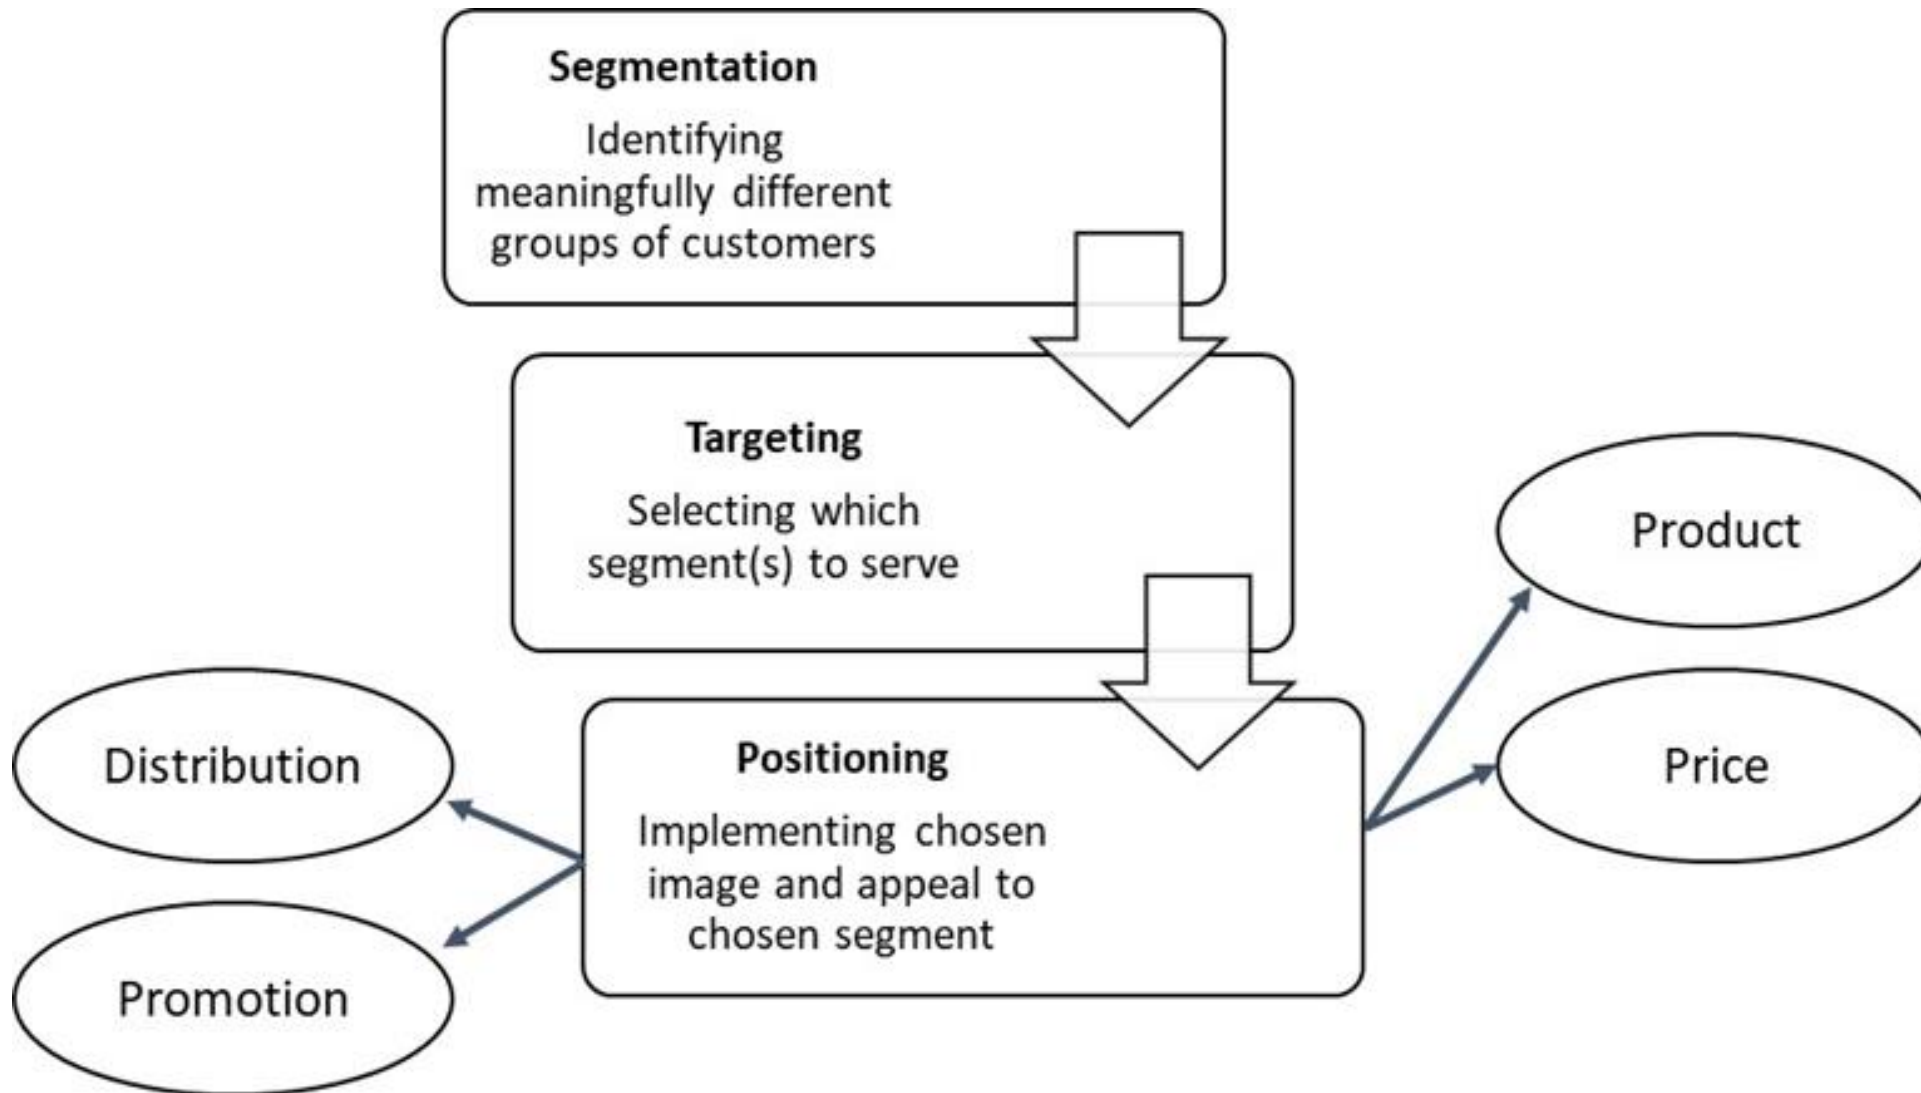 Segmentation
Identifying
meaningfully different
groups of customers
Targeting
Selecting which
segment(s) to serve
Product
Price
Distribution
Promotion
Positioning
Implementing chosen
image and appeal to
chosen segment